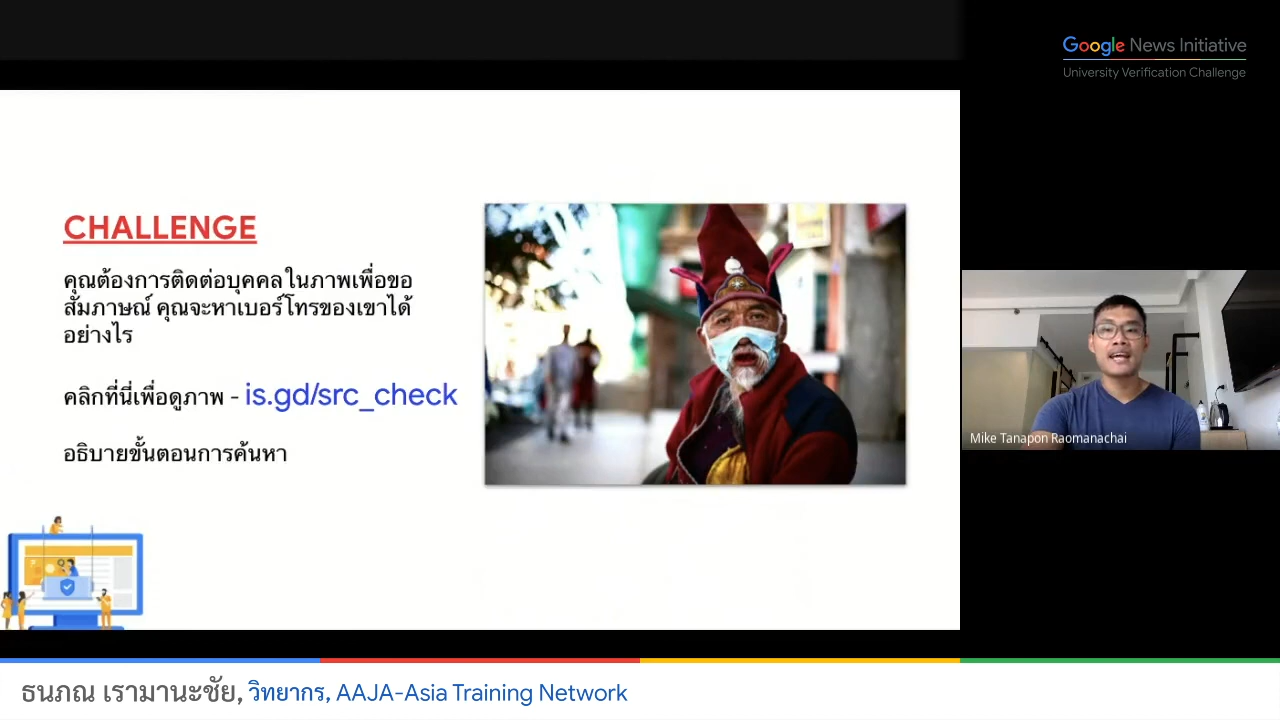 Google News Initiative
University Verification Challenge
CHALLENGE
คุณต้องการติดต่อบุคคลในภาพเพื่อขอ
สัมภาษณ์ คุณจะหาเบอร์โทรของเขาได้
อย่างไร
คลิกที่นี่เพื่อดูภาพ - is.gd/src_check
อธิบายขั้นตอนการค้นหา
Mike Tanapon Raomanachai
ธนภณ เรามานะชัย, วิทยากร, AAJA-Asia Training Network